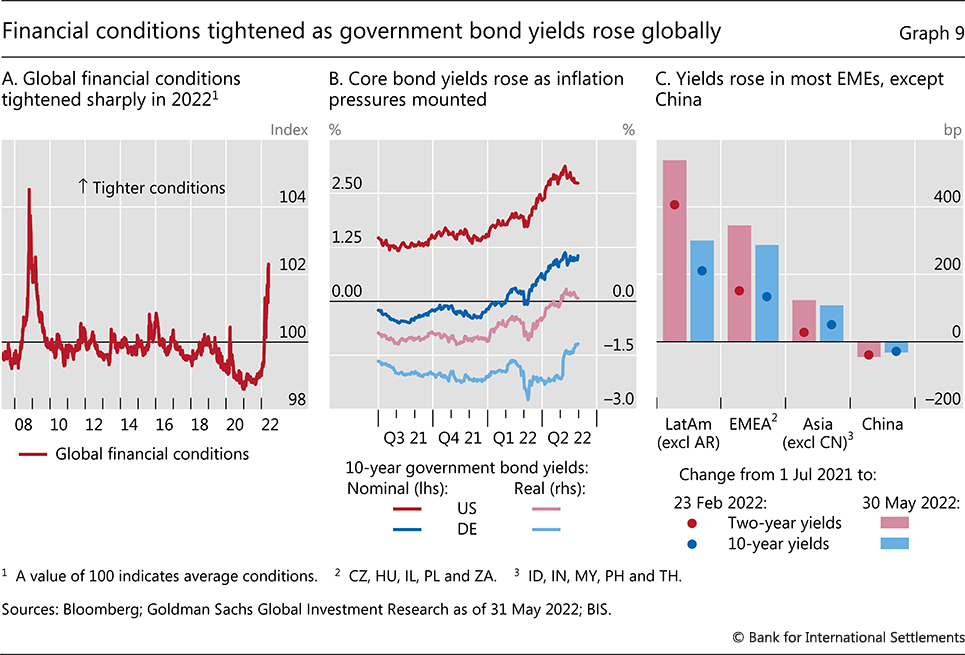 Financial conditions tightened as government bond yields rose globally
Graph 9
A. Global financial conditions
tightened sharply in 2022¹
Index
↑ Tighter conditions
104
102
100
98
08 10 12 14 16 18 20 22
Global financial conditions
B. Core bond yields rose as inflation
pressures mounted
% %
2.50
1.25
0.00 0.0
–1.5
–3.0
Q3 21 Q4 21 Q1 22 Q2 22
10-year government bond yields:
Nominal (lhs): Real (rhs):
US
DE
C. Yields rose in most EMEs, except
China
bp
400
200
0
–200
LatAm EMEA² Asia China
(excl AR) (excl CN)³
Change from 1 Jul 2021 to:
23 Feb 2022: 30 May 2022:
Two-year yields
10-year yields
¹ A value of 100 indicates average conditions. ² CZ, HU, IL, PL and ZA. ³ ID, IN, MY, PH and TH.
Sources: Bloomberg; Goldman Sachs Global Investment Research as of 31 May 2022; BIS.
© Bank for International Settlements